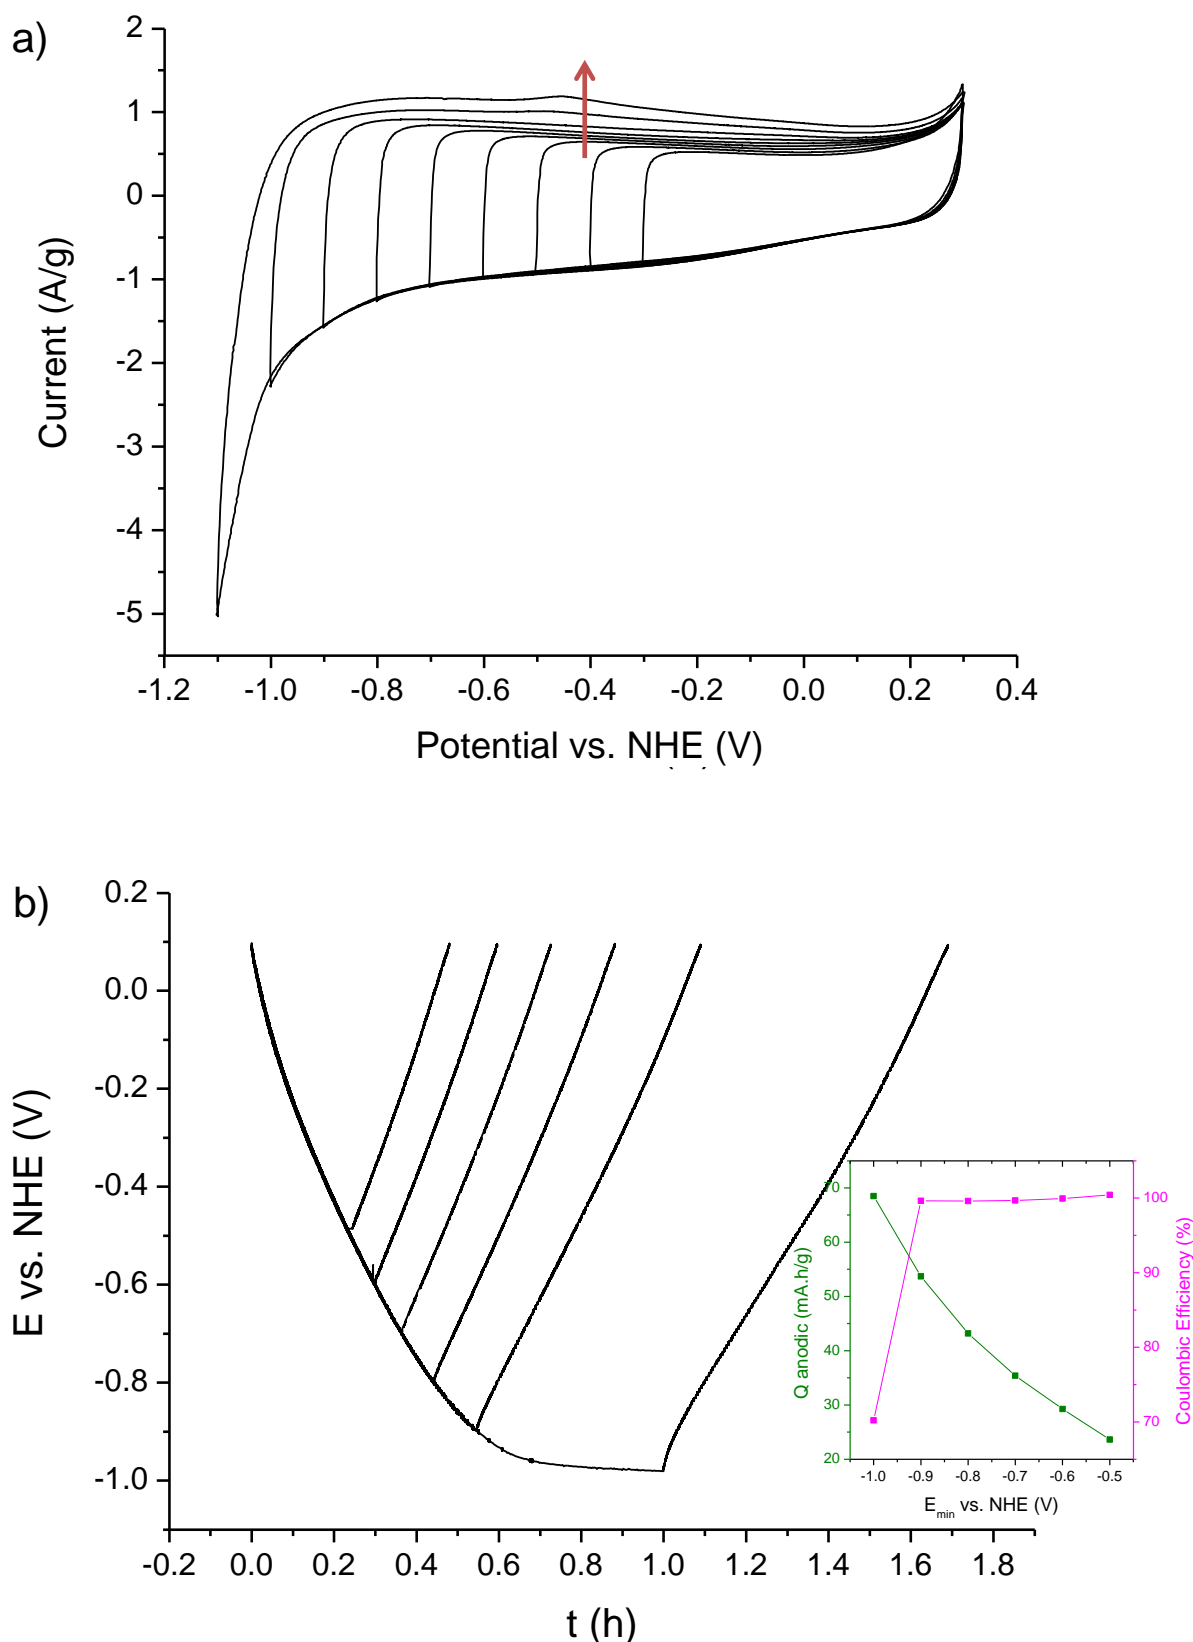 a)
2
1
0
-1
-2
-3
-4
-5
Current (A/g)
-1.2 -1.0 -0.8 -0.6 -0.4 -0.2 0.0 0.2 0.4
Potential vs. NHE (V)
b)
0.2
0.0
-0.2
-0.4
-0.6
-0.8
-1.0
E vs. NHE (V)
-0.2 0.0 0.2 0.4 0.6 0.8 1.0 1.2 1.4 1.6 1.8
t (h)
70
60
50
40
30
20
Q anodic (mA.h/g)
100
90
80
70
Coulombic Efficiency (%)
-1.0 -0.9 -0.8 -0.7 -0.6 -0.5
Emin vs. NHE (V)